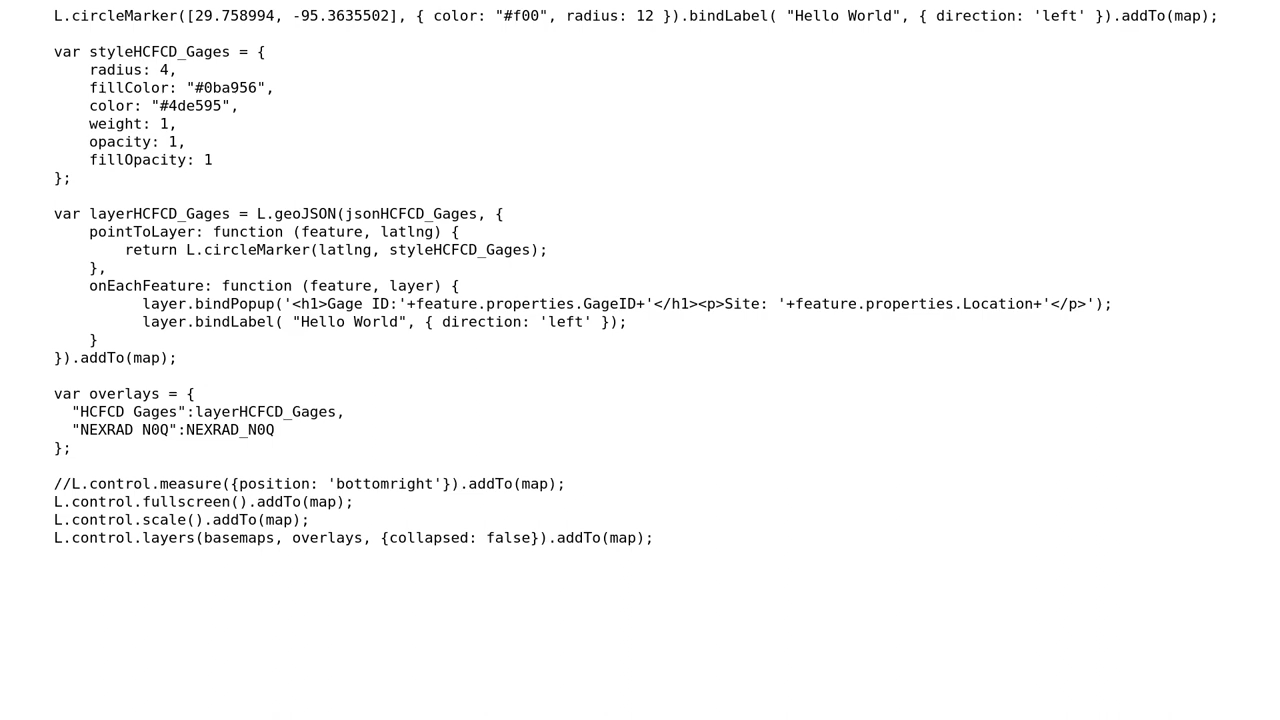 L.circleMarker([29.758994, -95.3635502], { color: "#f00", radius: 12 }).bindLabel( "Hello World", { direction: 'left' }).addTo(map);

var styleHCFCD_Gages = {
    radius: 4,
    fillColor: "#0ba956",
    color: "#4de595",
    weight: 1,
    opacity: 1,
    fillOpacity: 1
};

var layerHCFCD_Gages = L.geoJSON(jsonHCFCD_Gages, {
    pointToLayer: function (feature, latlng) {
        return L.circleMarker(latlng, styleHCFCD_Gages);
    },
    onEachFeature: function (feature, layer) {
          layer.bindPopup('<h1>Gage ID:'+feature.properties.GageID+'</h1><p>Site: '+feature.properties.Location+'</p>');
          layer.bindLabel( "Hello World", { direction: 'left' });
    }
}).addTo(map);

var overlays = {
  "HCFCD Gages":layerHCFCD_Gages,
  "NEXRAD N0Q":NEXRAD_N0Q
};

//L.control.measure({position: 'bottomright'}).addTo(map);
L.control.fullscreen().addTo(map);
L.control.scale().addTo(map);
L.control.layers(basemaps, overlays, {collapsed: false}).addTo(map);